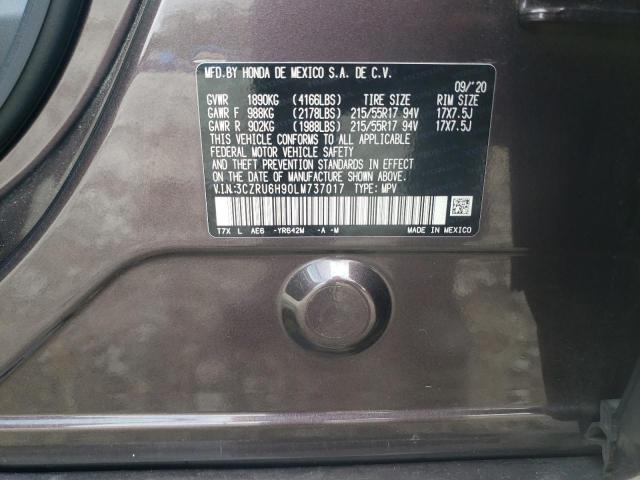 MFD.BY HONDA DE MEXICO S.A. DE C.V.
09/'20
GVWR 1890KG (4166LBS) TIRE SIZE RIM SIZE
GAWR F 988KG (2178LBS) 215/55R17 94V 17X7.5J
GAWR R 902KG (1988LBS) 215/55R17 94V 17X7.5J
THIS VEHICLE CONFORMS TO ALL APPLICABLE
FEDERAL MOTOR VEHICLE SAFETY
AND THEFT PREVENTION STANDARDS IN EFFECT
ON THE DATE OF MANUFACTURE SHOWN ABOVE.
V.I.N.:3CZRU6H90LM737017 TYPE: MPV
T7X L AE6 -YR642M -A -M MADE IN MEXICO